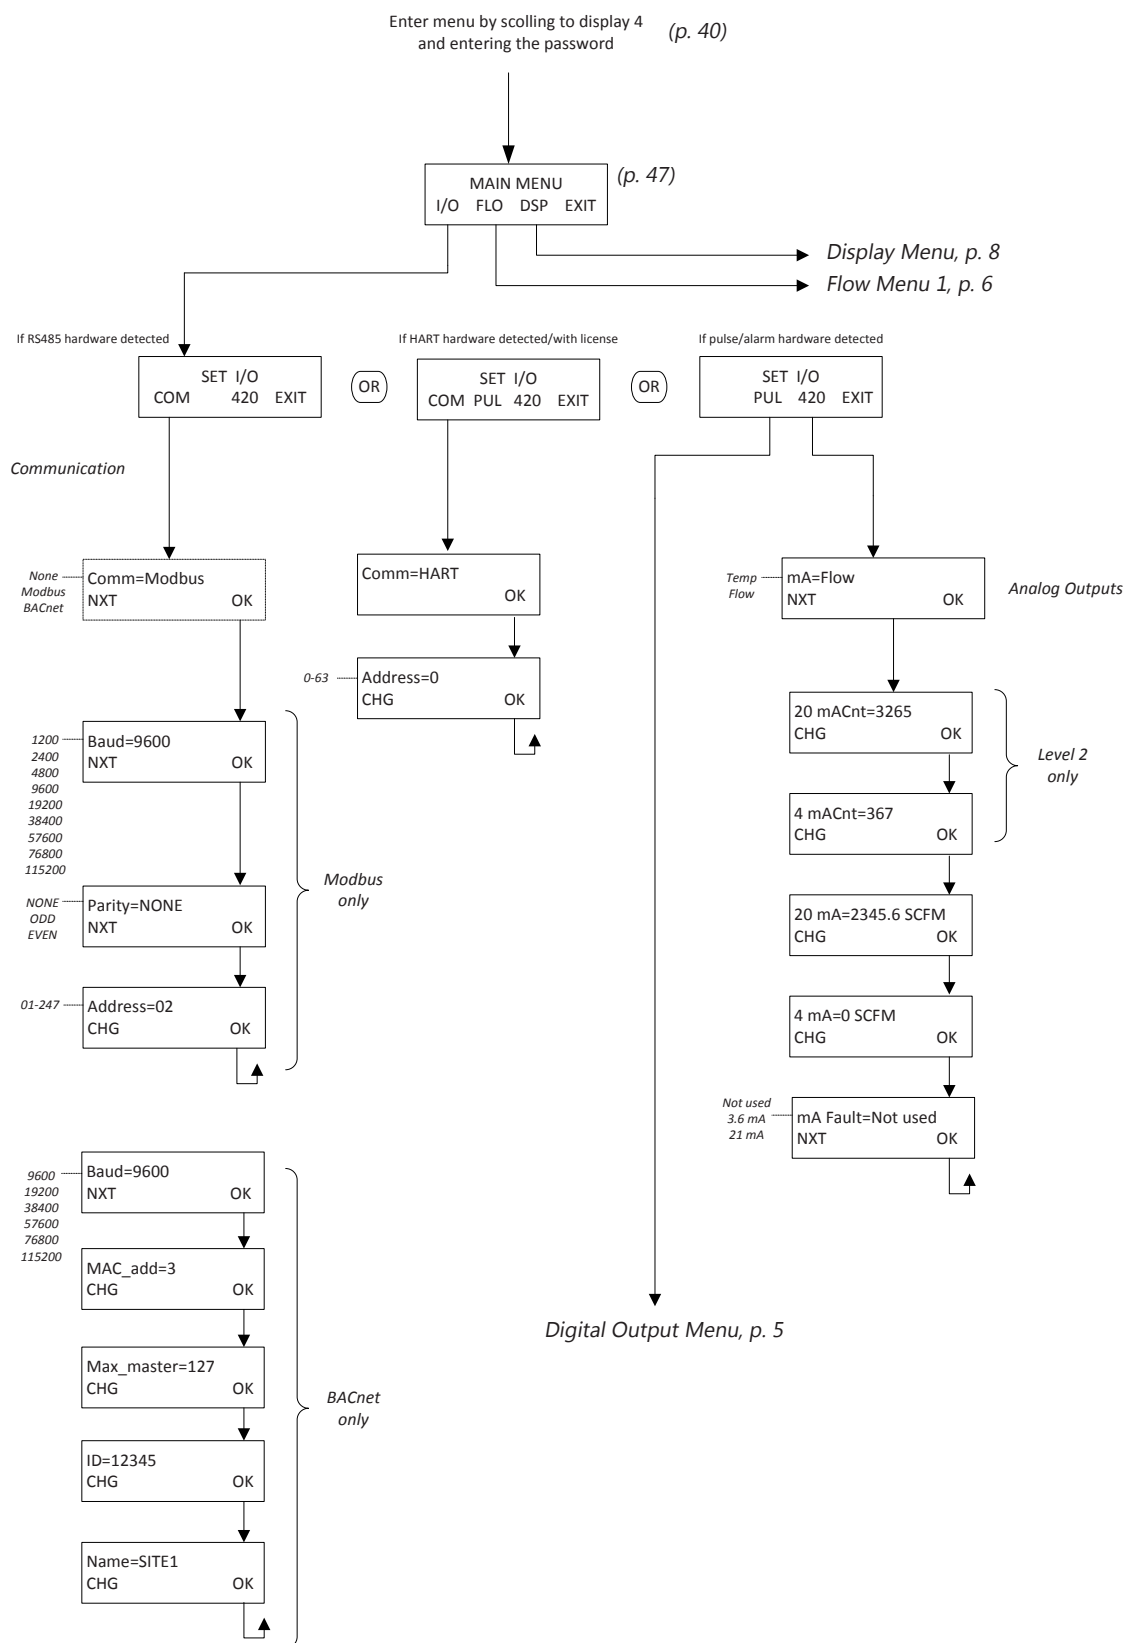 Enter menu by scolling to display 4
and entering the password
(p. 40)
MAIN MENU
I/O FLO DSP EXIT
(p. 47)
Display Menu, p. 8
Flow Menu 1, p. 6
If RS485 hardware detected
SET I/O
COM 420 EXIT
OR
If HART hardware detected/with license
SET I/O
COM PUL 420 EXIT
OR
If pulse/alarm hardware detected
SET I/O
PUL 420 EXIT
Communication
None
Modbus
BACnet
Comm=Modbus
NXT OK
1200
2400
4800
9600
19200
38400
57600
76800
115200
Baud=9600
NXT OK
NONE
ODD
EVEN
Parity=NONE
NXT OK
01-247
Address=02
CHG OK
Modbus
only
9600
19200
38400
57600
76800
115200
Baud=9600
NXT OK
MAC_add=3
CHG OK
Max_master=127
CHG OK
ID=12345
CHG OK
Name=SITE1
CHG OK
BACnet
only
Comm=HART
OK
0-63
Address=0
CHG OK
Temp
Flow
mA=Flow
NXT OK
Analog Outputs
20 mACnt=3265
CHG OK
4 mACnt=367
CHG OK
Level 2
only
20 mA=2345.6 SCFM
CHG OK
4 mA=0 SCFM
CHG OK
Not used
3.6 mA
21 mA
mA Fault=Not used
NXT OK
Digital Output Menu, p. 5